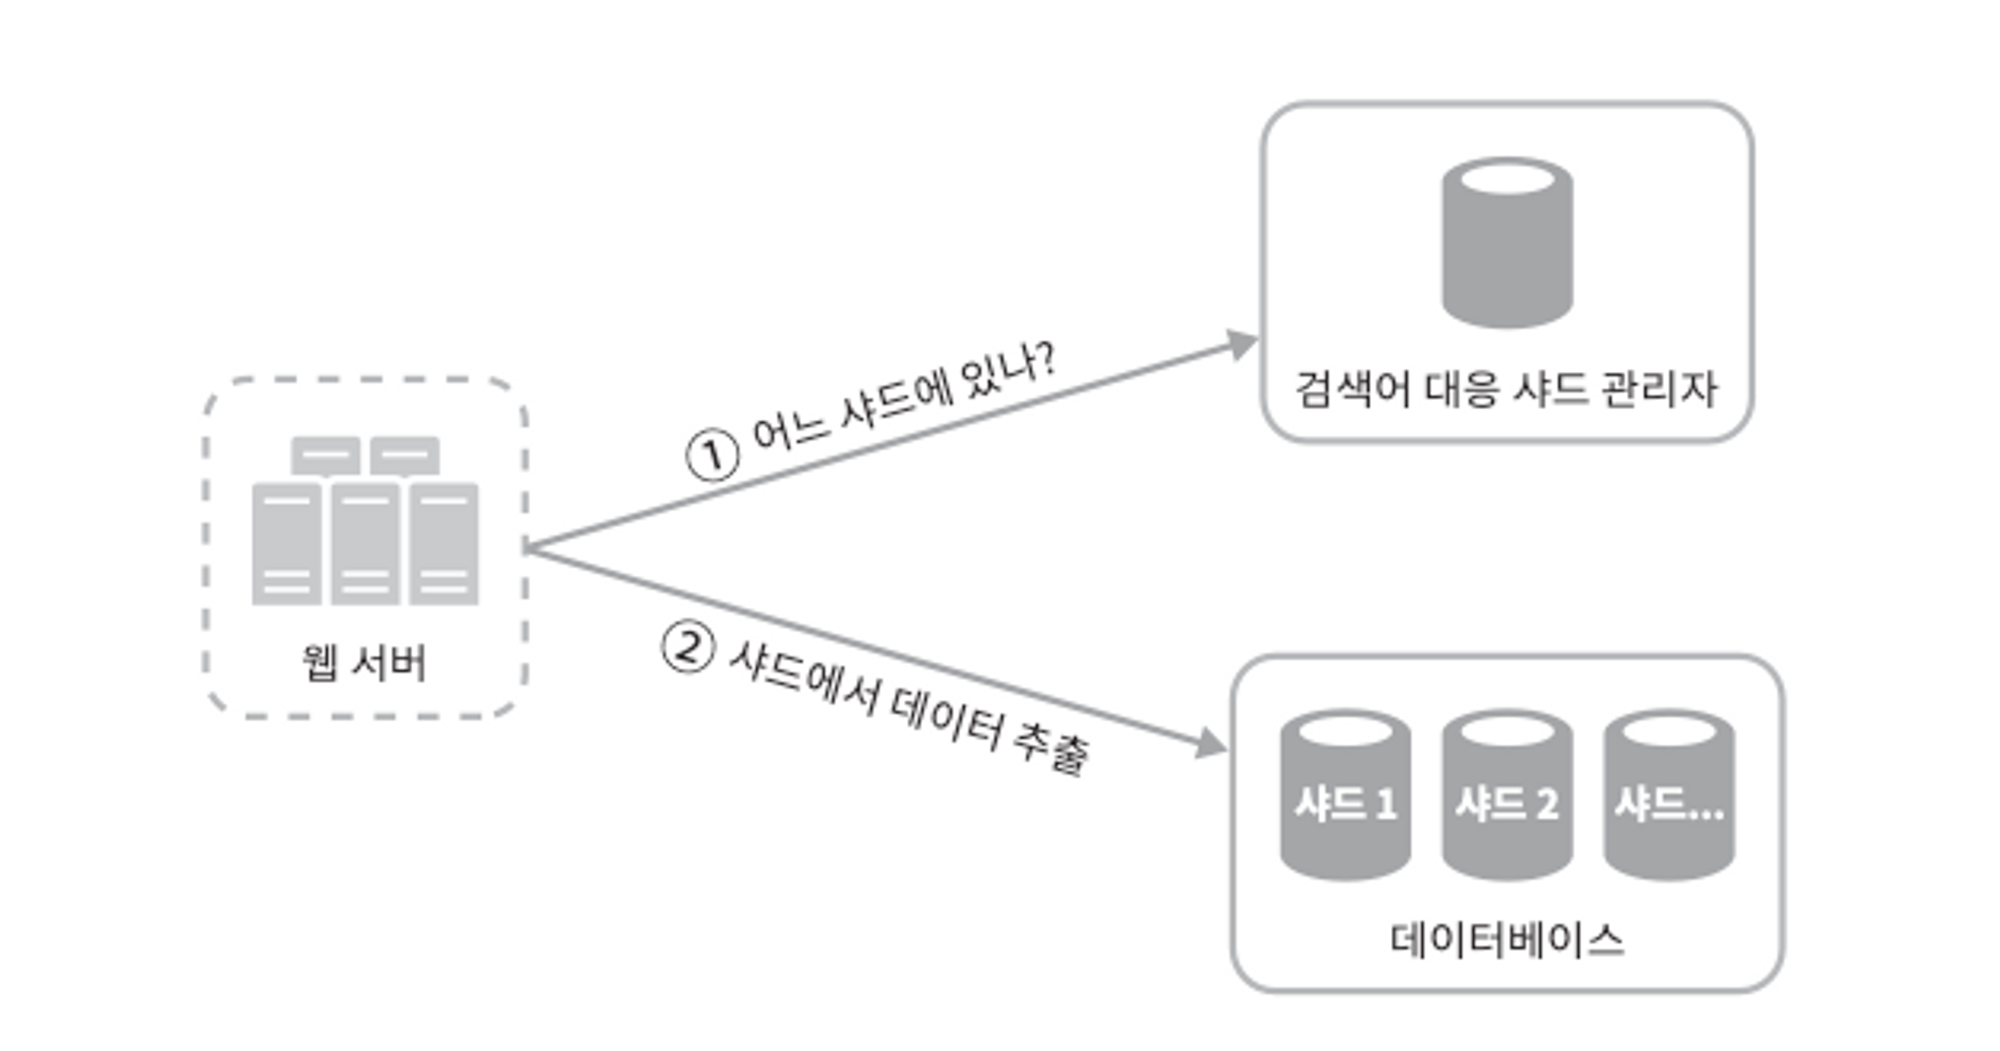 검색어 대응 샤드 관리자
① 어느 샤드에 있나?
웹 서버
② 샤드에서 데이터 추출
샤드 1
샤드 2
샤드...
데이터베이스